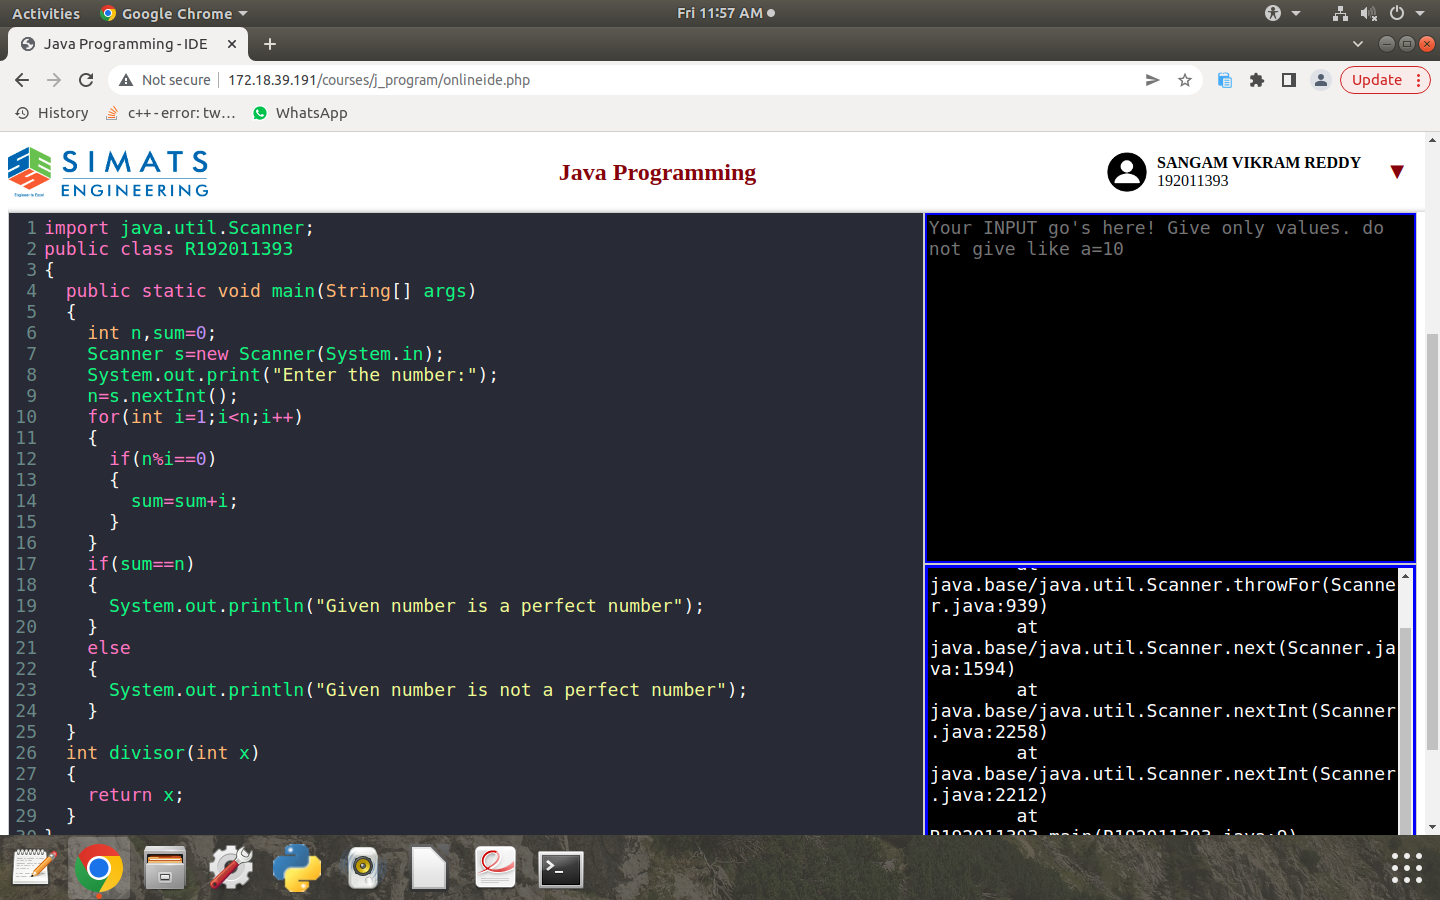 Activities
Google Chrome
Fri 11:57 AM
Java Programming - IDE
Not secure
172.18.39.191/courses/j_program/onlineide.php
Update
History
c++ - error: tw...
WhatsApp
SIMATS
ENGINEERING
Java Programming
SANGAM VIKRAM REDDY
192011393
1 import java.util.Scanner;
2 public class R192011393
3 {
4   public static void main(String[] args)
5   {
6     int n,sum=0;
7     Scanner s=new Scanner(System.in);
8     System.out.print("Enter the number:");
9     n=s.nextInt();
10     for(int i=1;i<n;i++)
11     {
12       if(n%i==0)
13       {
14         sum=sum+i;
15       }
16     }
17     if(sum==n)
18     {
19       System.out.println("Given number is a perfect number");
20     }
21     else
22     {
23       System.out.println("Given number is not a perfect number");
24     }
25   }
26   int divisor(int x)
27   {
28     return x;
29   }
30 }
Your INPUT go's here! Give only values. do
not give like a=10
at
java.base/java.util.Scanner.throwFor(Scanne
r.java:939)
at
java.base/java.util.Scanner.next(Scanner.ja
va:1594)
at
java.base/java.util.Scanner.nextInt(Scanner
.java:2258)
at
java.base/java.util.Scanner.nextInt(Scanner
.java:2212)
at
R192011393.main(R192011393.java:9)